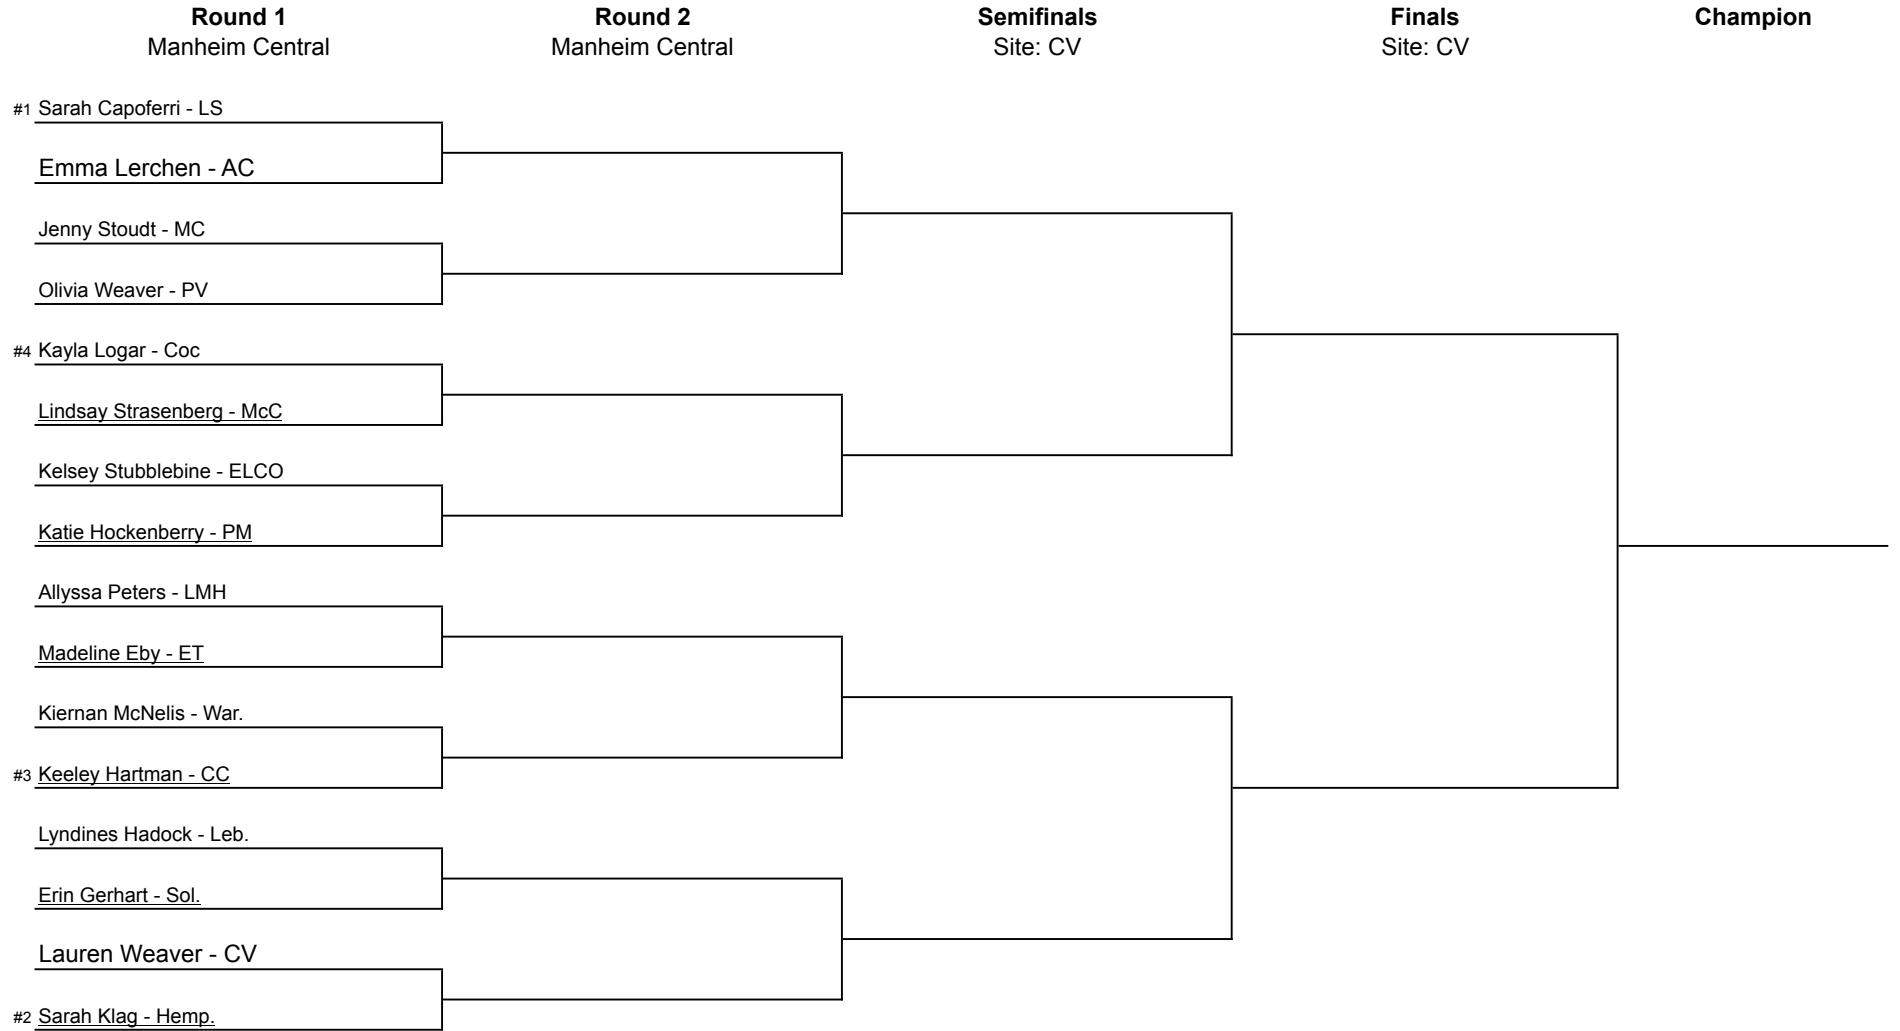 Round 1
Manheim Central
Round 2
Manheim Central
Semifinals
Site: CV
Finals
Site: CV
Champion
#1 Sarah Capoferri - LS
Emma Lerchen - AC
Jenny Stoudt - MC
Olivia Weaver - PV
#4 Kayla Logar - Coc
Lindsay Strasenberg - McC
Kelsey Stubblebine - ELCO
Katie Hockenberry - PM
Allyssa Peters - LMH
Madeline Eby - ET
Kiernan McNelis - War.
#3 Keeley Hartman - CC
Lyndines Hadock - Leb.
Erin Gerhart - Sol.
Lauren Weaver - CV
#2 Sarah Klag - Hemp.